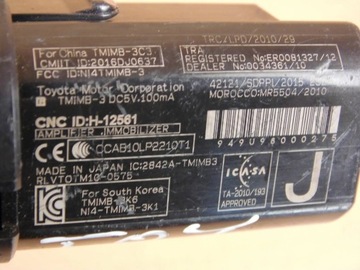 For China TMIMB-3C3
CMIIT ID:2016DJ0637
FCC ID:NI4TMIMB-3
Toyota Motor Corporation
TMIMB-3 DC5V,100mA
CNC ID:H-12561
AMPLIFIER, IMMOBILIZER
CCAB10LP2210T1
MADE IN JAPAN IC:2842A-TMIMB3
RLVTOTM10-0575
For South Korea
TMIMB-3K6
NI4-TMIMB-3K1
TRC/LPD/2010/29
TRA
REGISTERED No:ER0081327/12
DEALER No:0034361/10
42121/SDPPI/2015
MOROCCO:MR5504/2010
949U98000275
ICASA
TA-2010/193
APPROVED
J